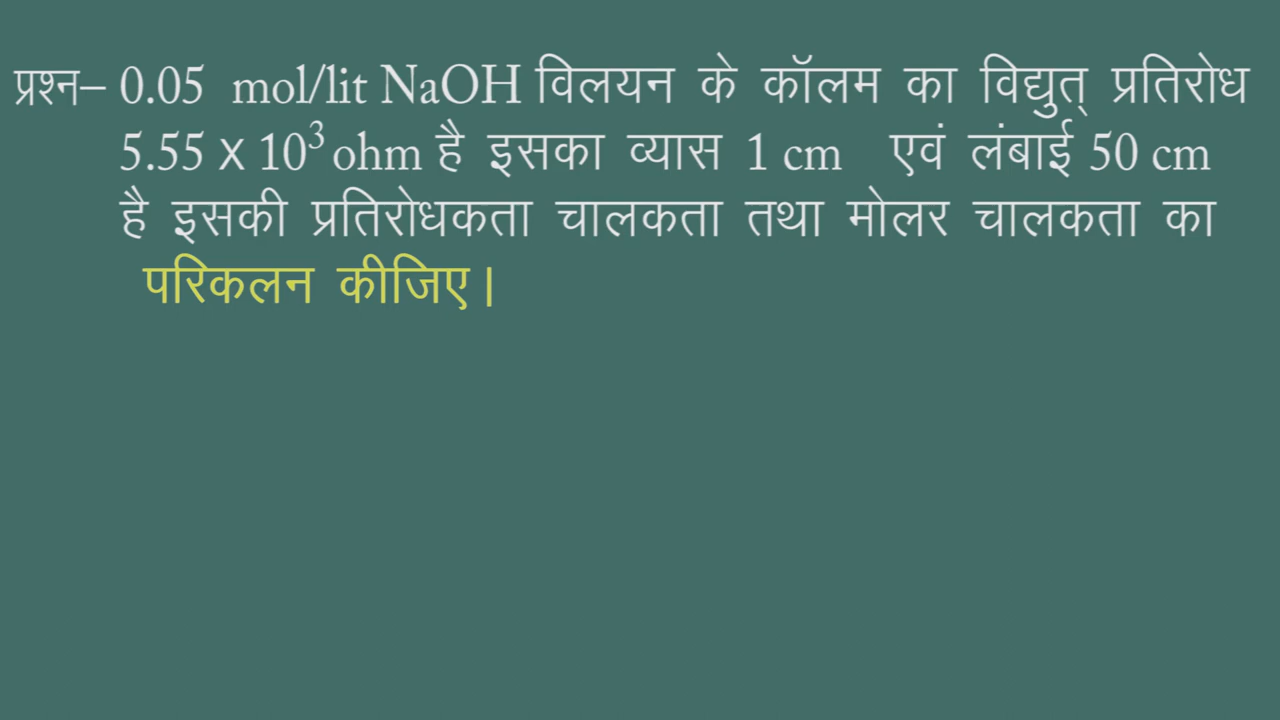 प्रश्न– 0.05 mol/lit NaOH विलयन के कॉलम का विद्युत् प्रतिरोध
5.55 x 10³ ohm है इसका व्यास 1 cm एवं लंबाई 50 cm
है इसकी प्रतिरोधकता चालकता तथा मोलर चालकता का
परिकलन कीजिए।